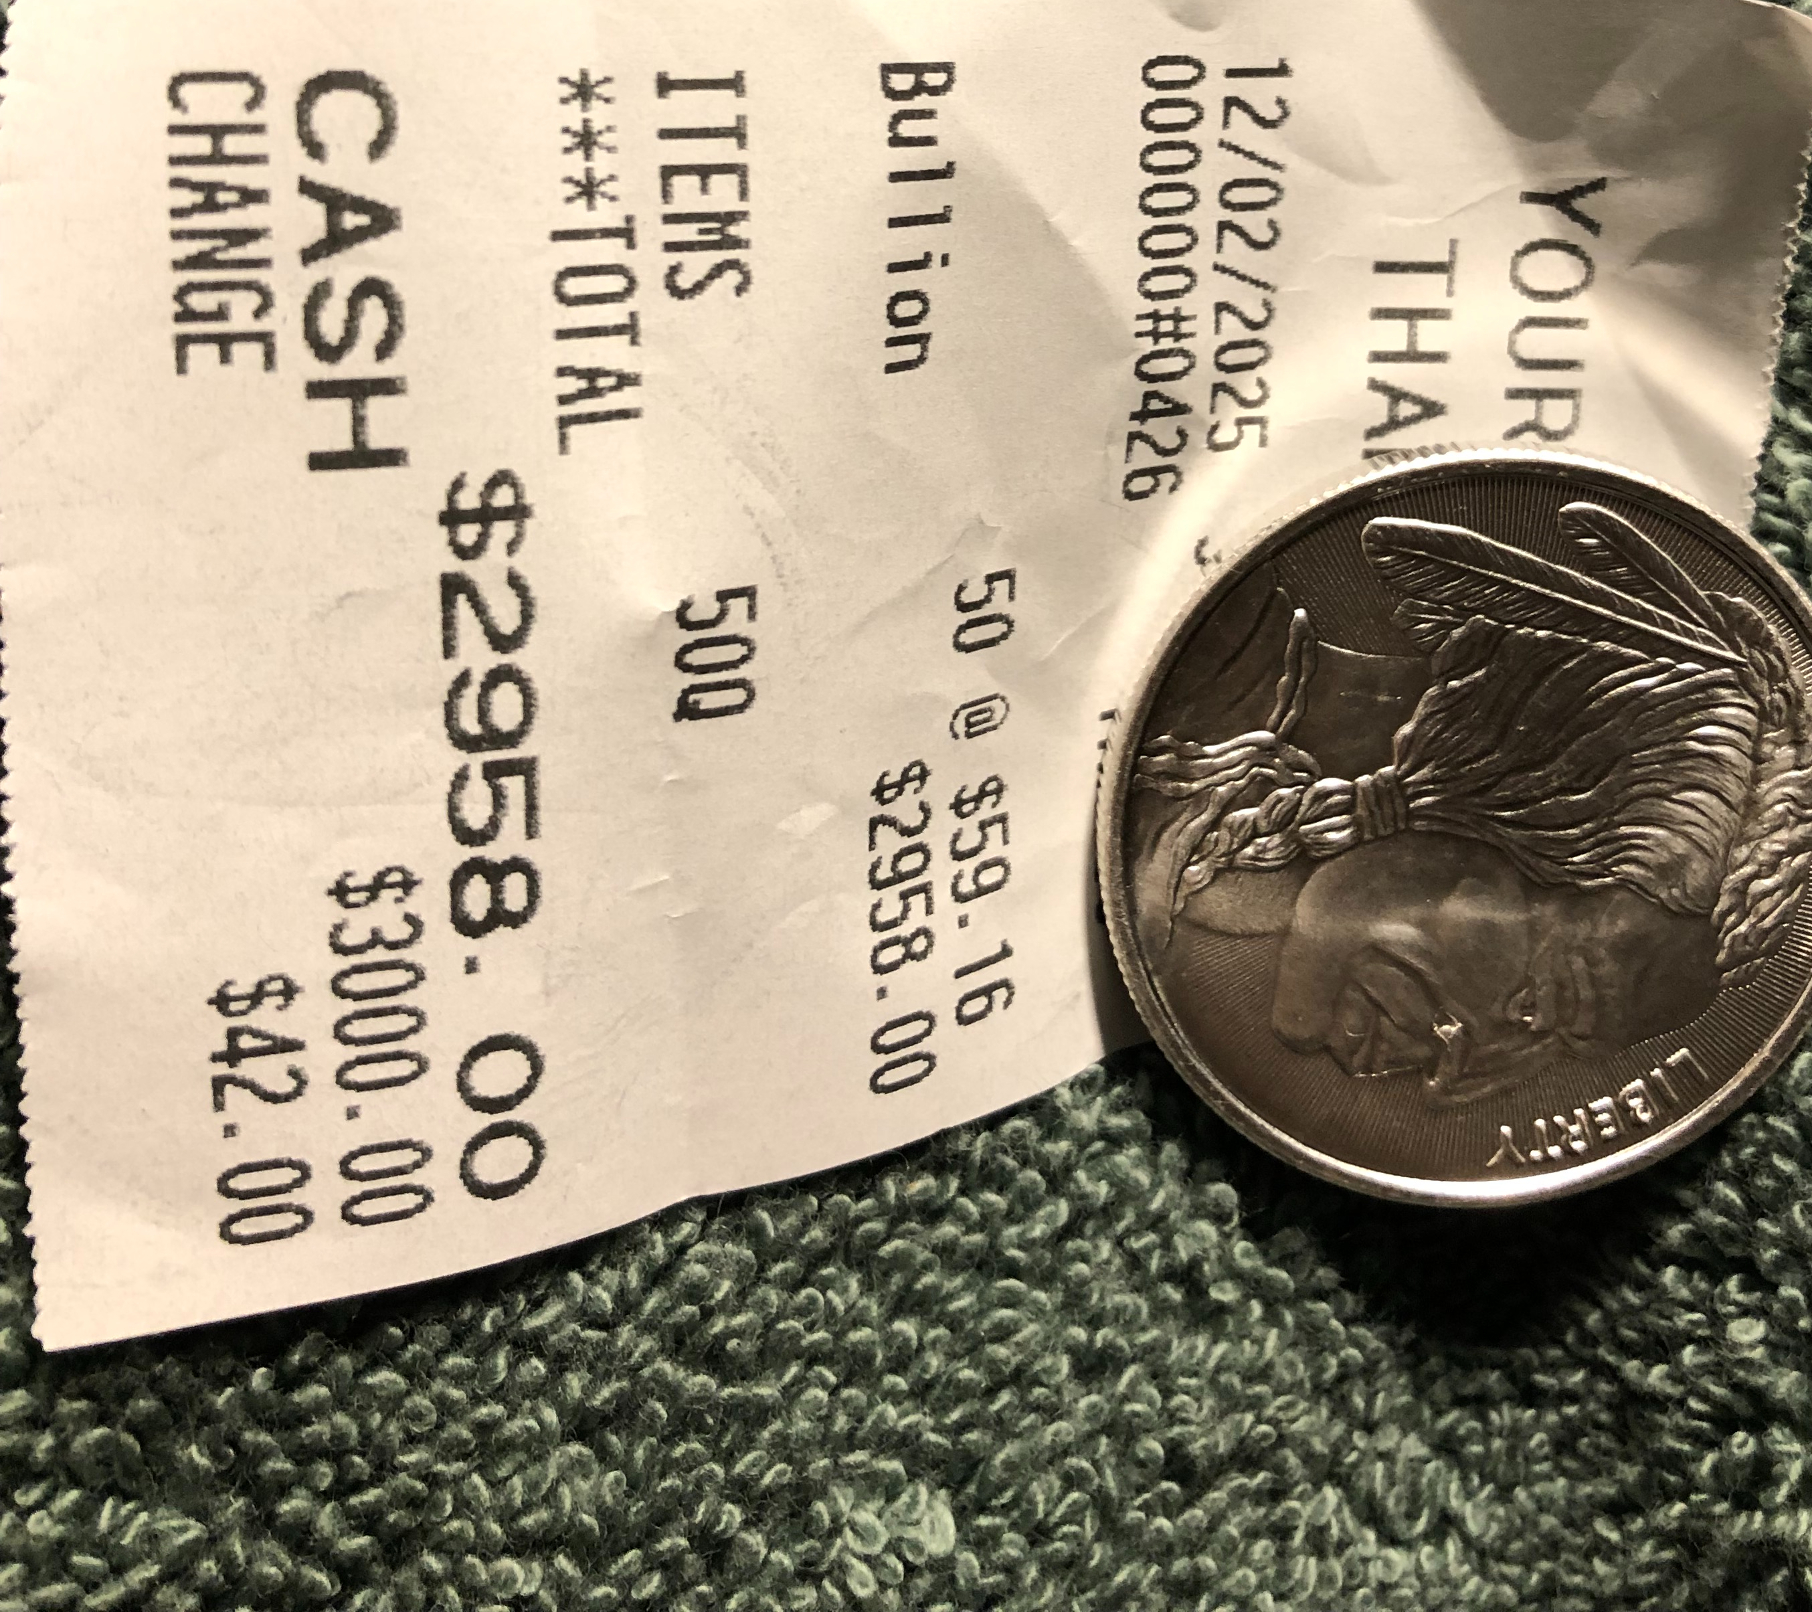 YOUR
THA
12/02/2025
000000#0426
50 @ $59.16
Bullion $2958.00
ITEMS 50Q
***TOTAL $2958.00
CASH $3000.00
CHANGE $42.00
LIBERTY